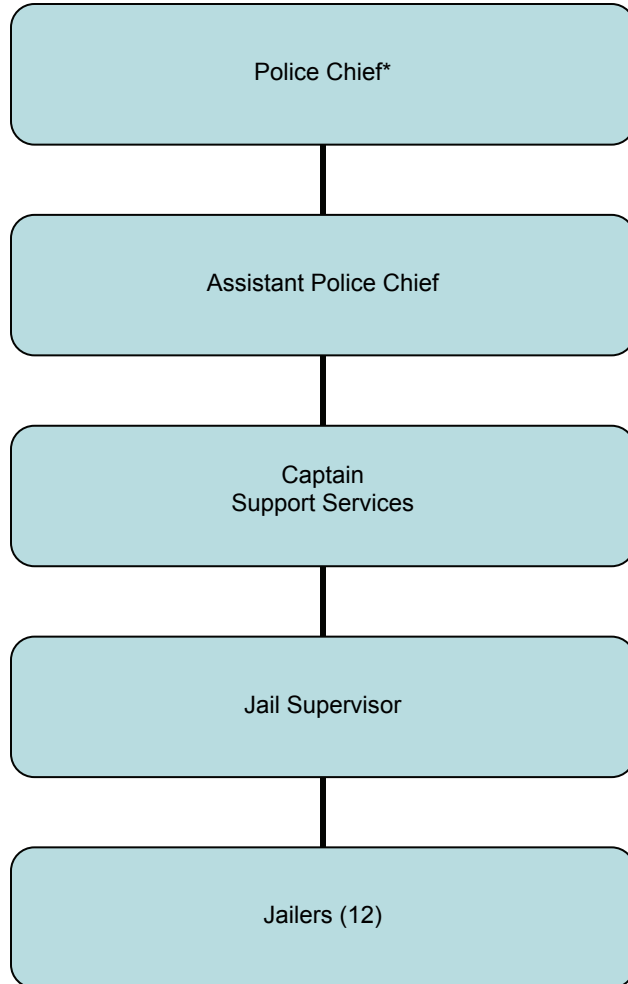 Police Chief*
Assistant Police Chief
Captain
Support Services
Jail Supervisor
Jailers (12)